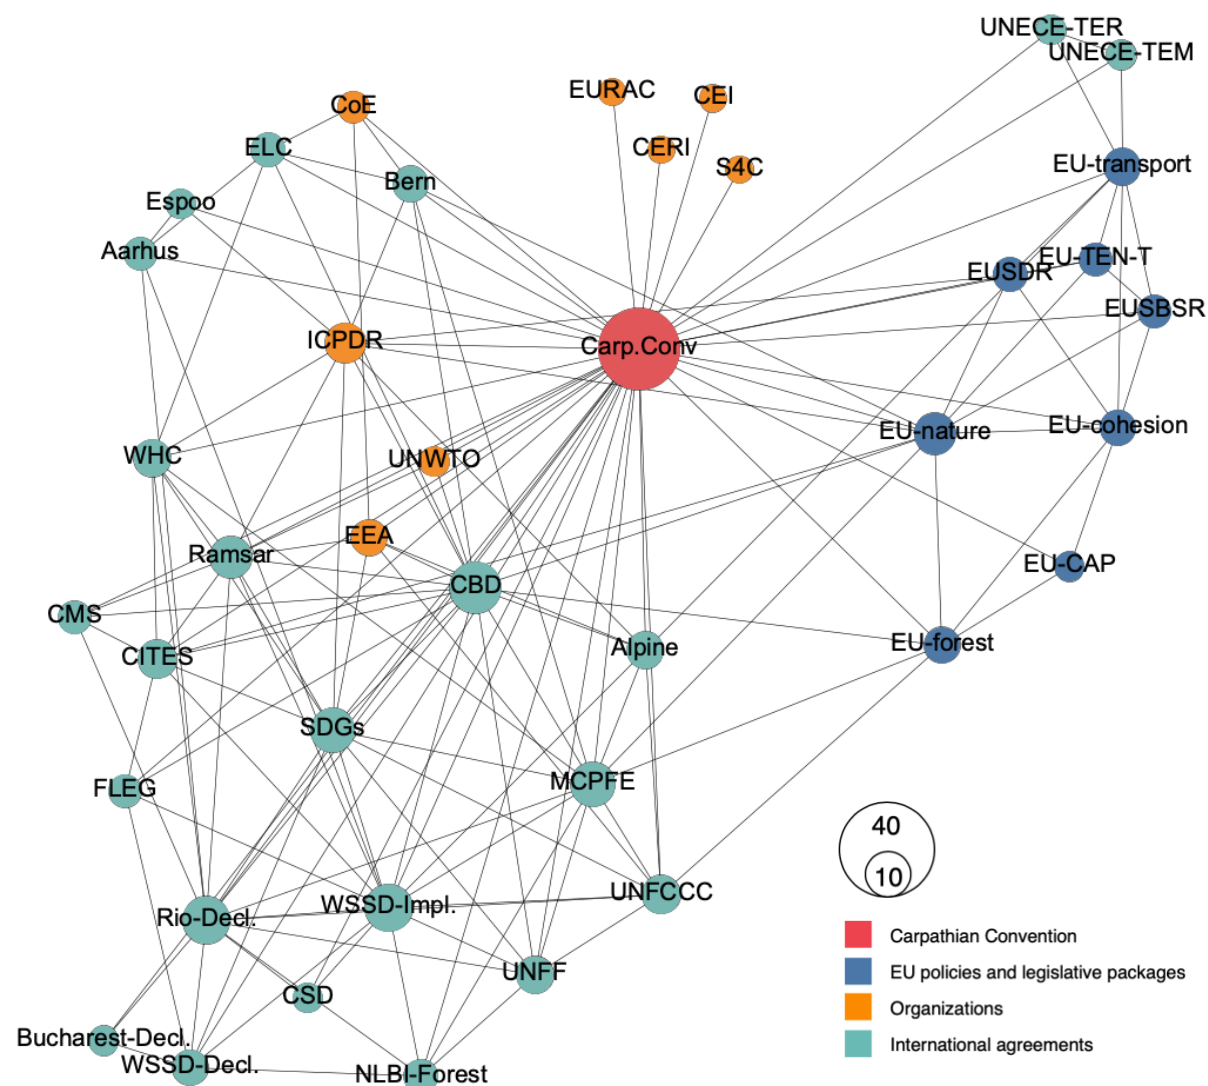 UNECE-TER
UNECE-TEM
EURAC
CEI
CoE
CERI
ELC
S4C
EU-transport
Bern
Espoo
Aarhus
EU-TEN-T
EUSDR
EUSBSR
ICPDR
Carp.Conv
EU-nature
EU-cohesion
WHC
UNWTO
EEA
Ramsar
EU-CAP
CBD
CMS
CITES
Alpine
EU-forest
SDGs
MCPFE
FLEG
40
10
UNFCCC
WSSD-Impl.
Rio-Decl.
Carpathian Convention
UNFF
EU policies and legislative packages
CSD
Organizations
Bucharest-Decl.
International agreements
WSSD-Decl.
NLBI-Forest